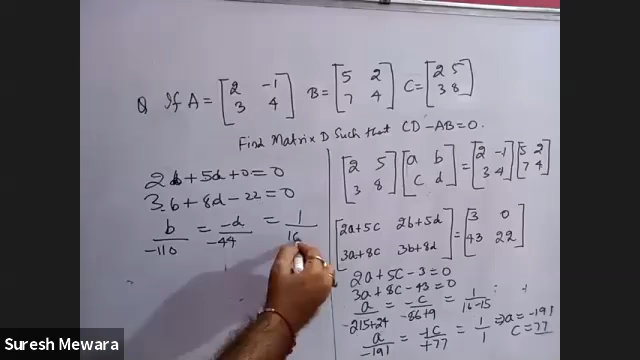 Q If A = [2 -1 3 4] B = [5 2 7 4] C = [2 5 3 8]
Find Matrix D Such that CD - AB = 0.
2b + 5d + 0 = 0
3b + 8d - 22 = 0
b/-110 = -d/-44 = 1/16
[2 5 3 8] [a b c d] = [2 -1 3 4] [5 2 7 4]
[2a+5c 2b+5d 3a+8c 3b+8d] = [3 0 43 22]
2a + 5c - 3 = 0
3a + 8c - 43 = 0
a/-215+24 = -c/-86+9 = 1/16-15
a/-191 = -c/-77 = 1/1 => a = -191
c = 77
Suresh Mewara